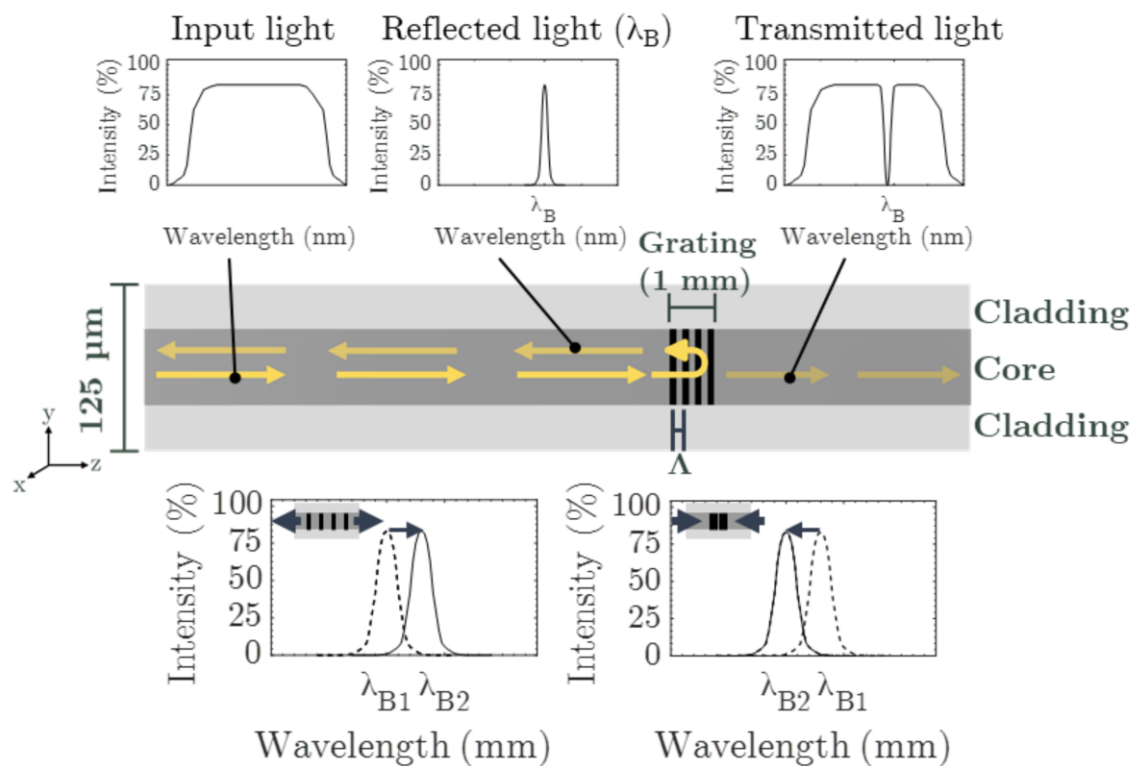 Input light
Reflected light (λB)
Transmitted light
Intensity (%)
100
75
50
25
0
Wavelength (nm)
Intensity (%)
100
75
50
25
0
λB
Wavelength (nm)
Intensity (%)
100
75
50
25
0
λB
Wavelength (nm)
Grating
(1 mm)
125 µm
Cladding
Core
Cladding
Λ
y
z
x
Intensity (%)
100
75
50
25
0
λB1 λB2
Wavelength (mm)
Intensity (%)
100
75
50
25
0
λB2 λB1
Wavelength (mm)